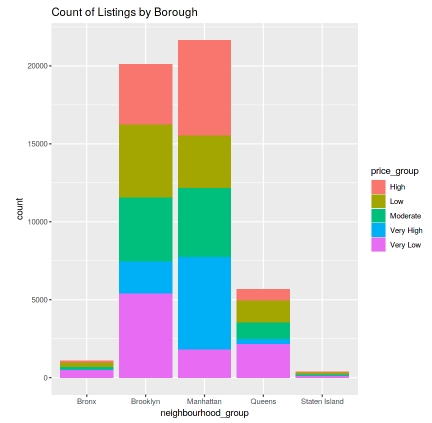 Count of Listings by Borough
count
20000
15000
10000
5000
0
Bronx
Brooklyn
Manhattan
Queens
Staten Island
neighbourhood_group
price_group
High
Low
Moderate
Very High
Very Low